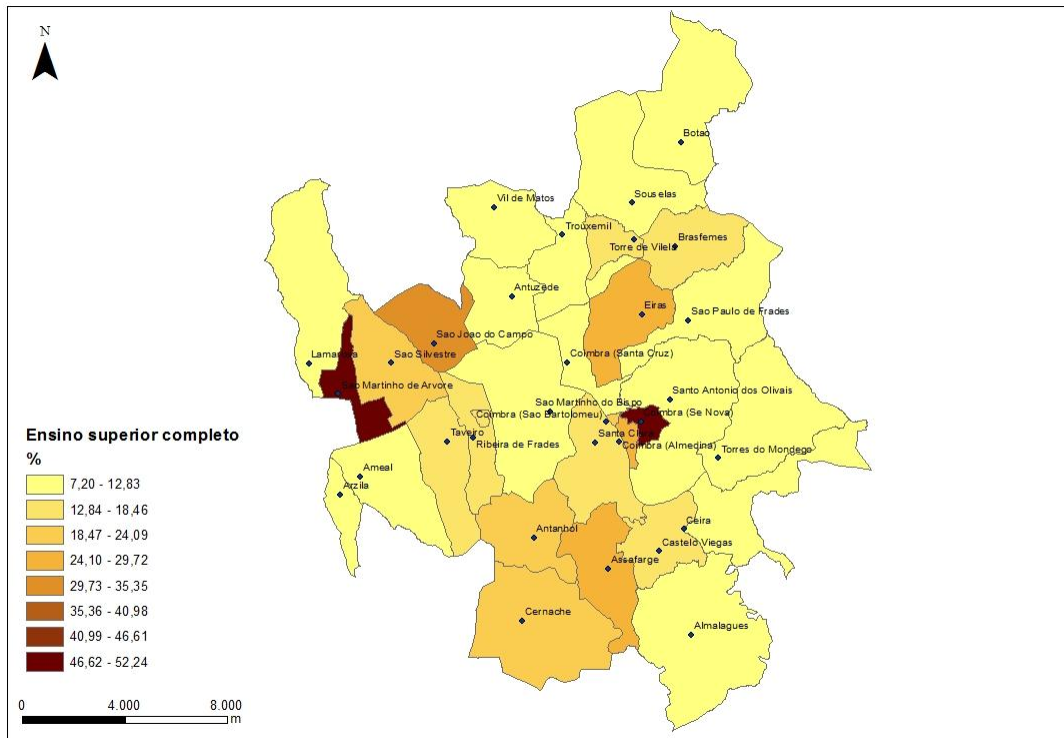 N
Botao
Souselas
Vil de Matos
Trouxemil
Torre de Vilela
Brasfemes
Antuzede
Eiras
Sao Paulo de Frades
Sao Joao do Campo
Sao Silvestre
Coimbra (Santa Cruz)
Sao Martinho de Arvore
Santo Antonio dos Olivais
Sao Martinho do Bispo
Coimbra (Sao Bartolomeu)
Coimbra (Se Nova)
Taveiro
Ribeira de Frades
Coimbra (Almedina)
Torres do Mondego
Ameal
Arzila
Antanhol
Ceira
Castelo Viegas
Assafarge
Cernache
Almalagues
Ensino superior completo
%
7,20 - 12,83
12,84 - 18,46
18,47 - 24,09
24,10 - 29,72
29,73 - 35,35
35,36 - 40,98
40,99 - 46,61
46,62 - 52,24
0 4.000 8.000
m